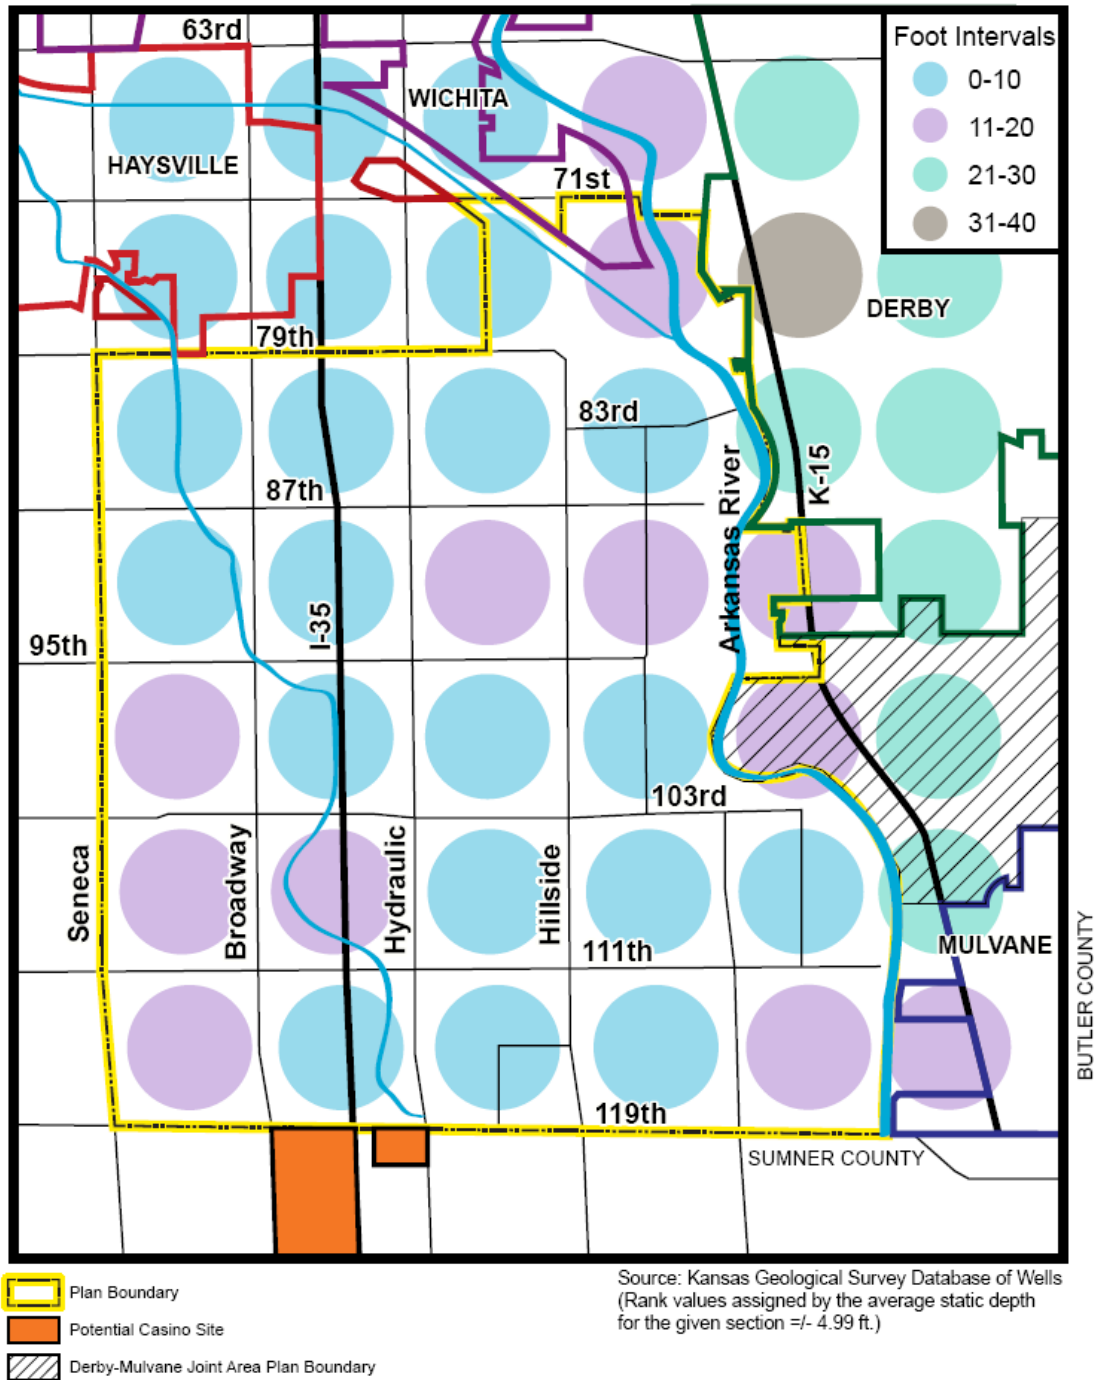 63rd
Foot Intervals
0-10
11-20
21-30
31-40
WICHITA
HAYSVILLE
71st
DERBY
79th
83rd
K-15
87th
Arkansas River
I-35
95th
103rd
Seneca
Broadway
Hydraulic
Hillside
111th
MULVANE
BUTLER COUNTY
119th
SUMNER COUNTY
Plan Boundary
Potential Casino Site
Derby-Mulvane Joint Area Plan Boundary
Source: Kansas Geological Survey Database of Wells
(Rank values assigned by the average static depth
for the given section =/- 4.99 ft.)